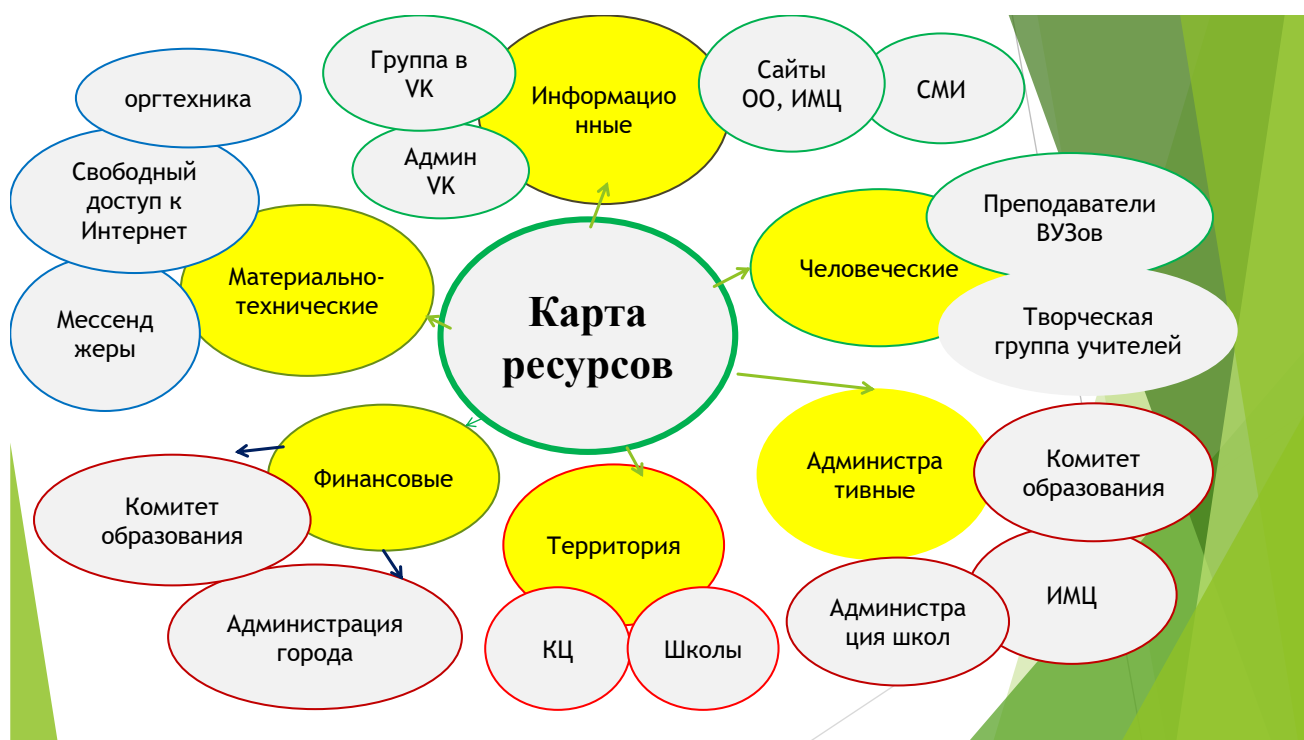 Группа в
VK
Информацио
нные
Сайты
ОО, ИМЦ
СМИ
оргтехника
Админ
VK
Свободный
доступ к
Интернет
Преподаватели
ВУЗов
Материально-
технические
Человеческие
Карта
ресурсов
Мессенд
жеры
Творческая
группа учителей
Финансовые
Администра
тивные
Комитет
образования
Комитет
образования
Территория
ИМЦ
Администрация
города
КЦ
Школы
Администра
ция школ